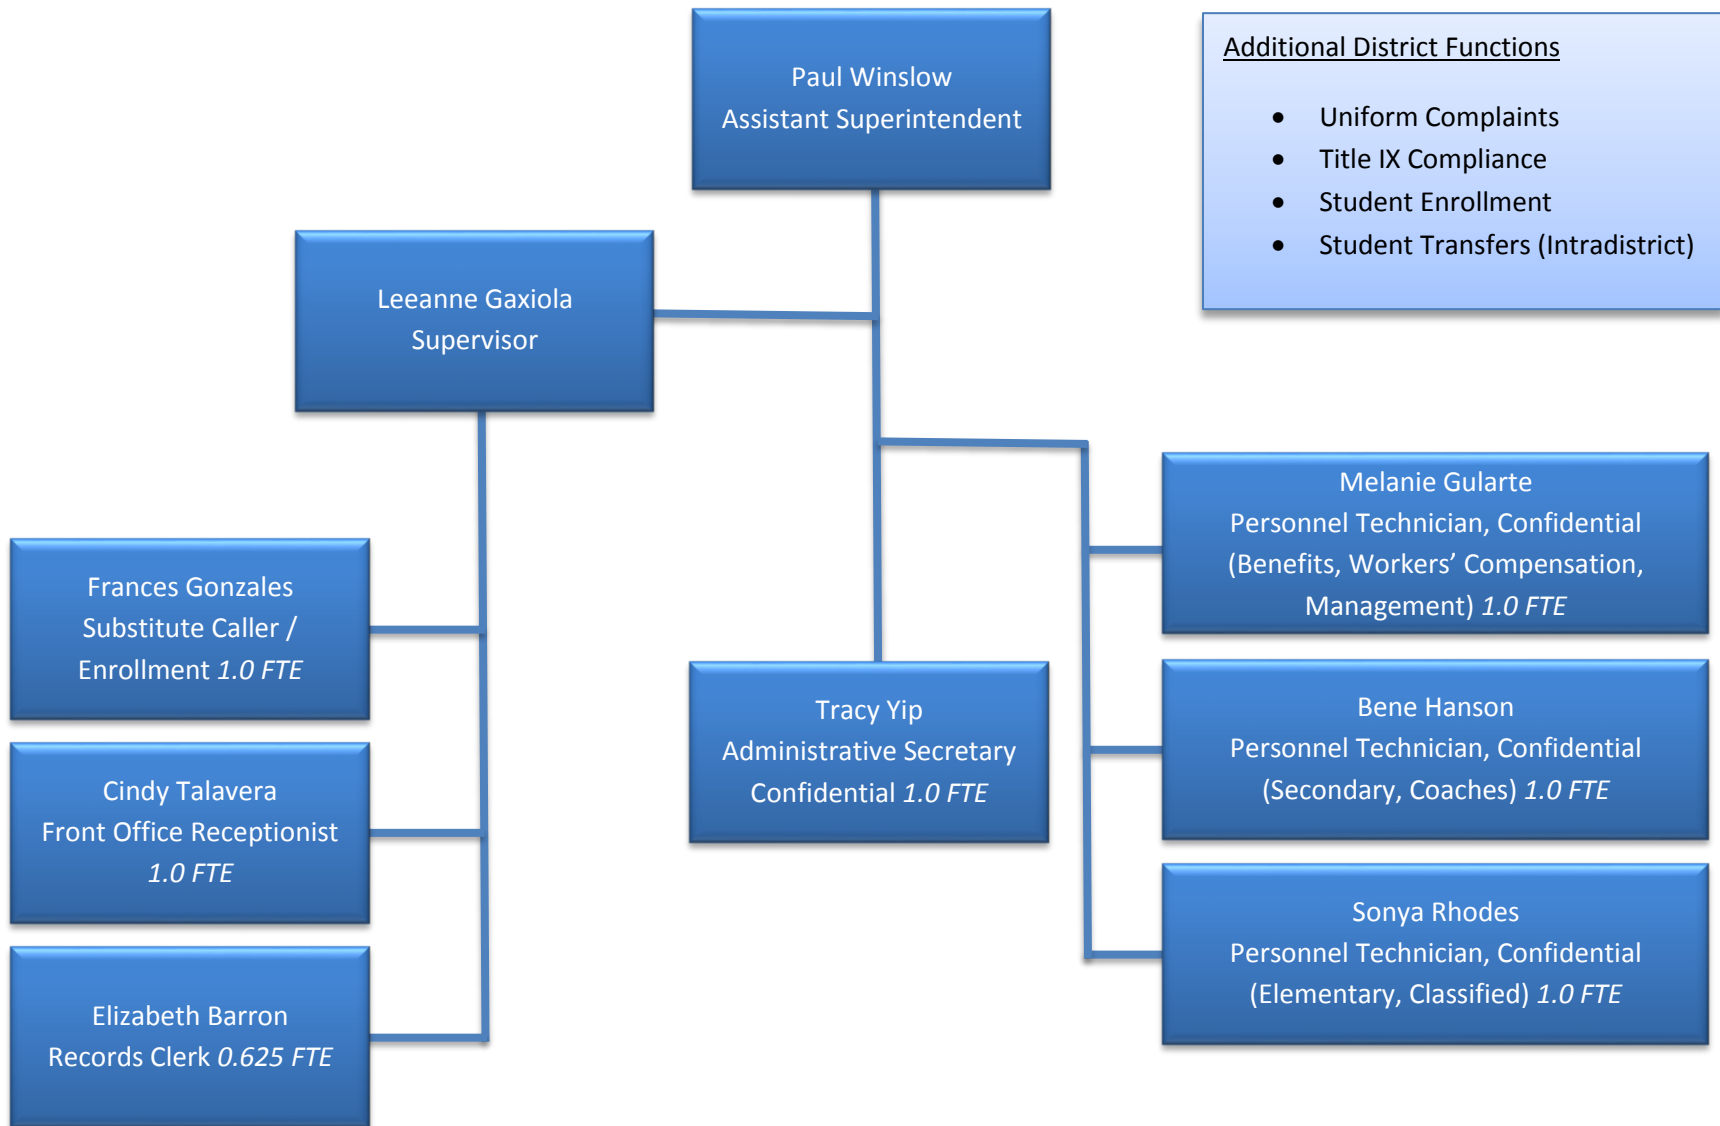 Paul Winslow
Assistant Superintendent
Additional District Functions
• Uniform Complaints
• Title IX Compliance
• Student Enrollment
• Student Transfers (Intradistrict)
Leeanne Gaxiola
Supervisor
Frances Gonzales
Substitute Caller /
Enrollment 1.0 FTE
Cindy Talavera
Front Office Receptionist
1.0 FTE
Elizabeth Barron
Records Clerk 0.625 FTE
Tracy Yip
Administrative Secretary
Confidential 1.0 FTE
Melanie Gularte
Personnel Technician, Confidential
(Benefits, Workers’ Compensation,
Management) 1.0 FTE
Bene Hanson
Personnel Technician, Confidential
(Secondary, Coaches) 1.0 FTE
Sonya Rhodes
Personnel Technician, Confidential
(Elementary, Classified) 1.0 FTE